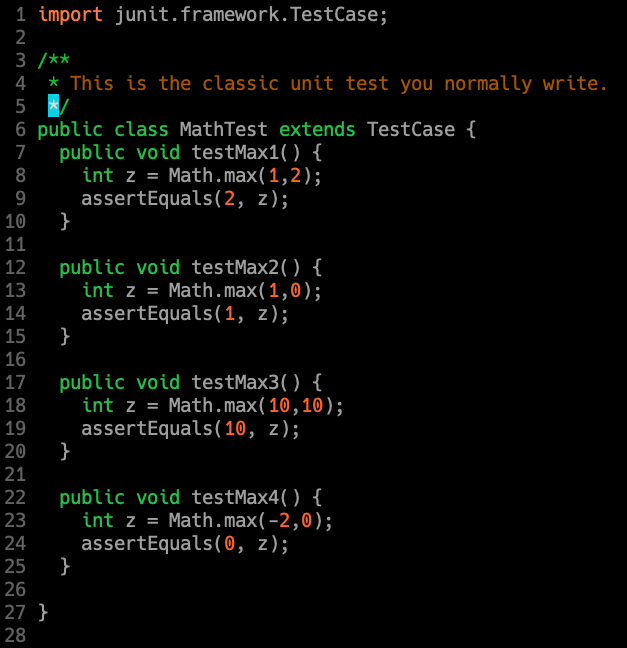 1 import junit.framework.TestCase;
2
3 /**
4  * This is the classic unit test you normally write.
5  */
6 public class MathTest extends TestCase {
7   public void testMax1() {
8     int z = Math.max(1,2);
9     assertEquals(2, z);
10   }
11
12   public void testMax2() {
13     int z = Math.max(1,0);
14     assertEquals(1, z);
15   }
16
17   public void testMax3() {
18     int z = Math.max(10,10);
19     assertEquals(10, z);
20   }
21
22   public void testMax4() {
23     int z = Math.max(-2,0);
24     assertEquals(0, z);
25   }
26
27 }
28